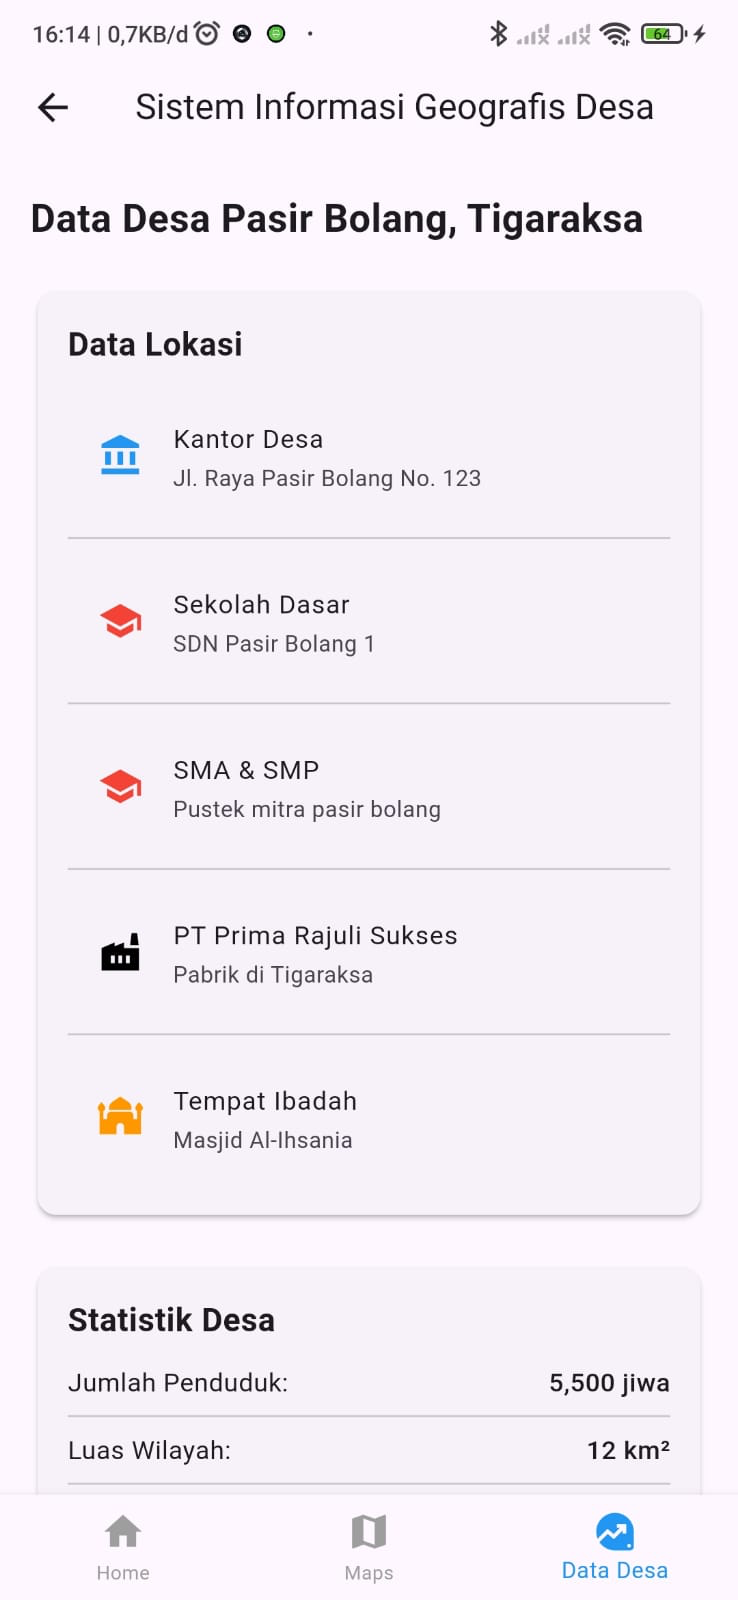 16:14 | 0,7KB/d
64
Sistem Informasi Geografis Desa
Data Desa Pasir Bolang, Tigaraksa
Data Lokasi
Kantor Desa
Jl. Raya Pasir Bolang No. 123
Sekolah Dasar
SDN Pasir Bolang 1
SMA & SMP
Pustek mitra pasir bolang
PT Prima Rajuli Sukses
Pabrik di Tigaraksa
Tempat Ibadah
Masjid Al-Ihsania
Statistik Desa
Jumlah Penduduk: 5,500 jiwa
Luas Wilayah: 12 km²
Home Maps Data Desa